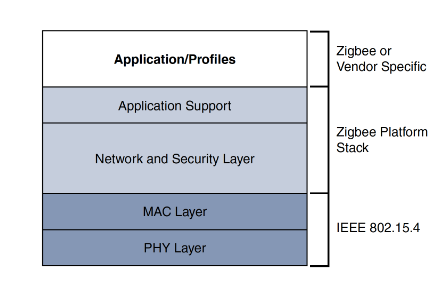 Application/Profiles
Zigbee or
Vendor Specific
Application Support
Network and Security Layer
Zigbee Platform
Stack
MAC Layer
PHY Layer
IEEE 802.15.4